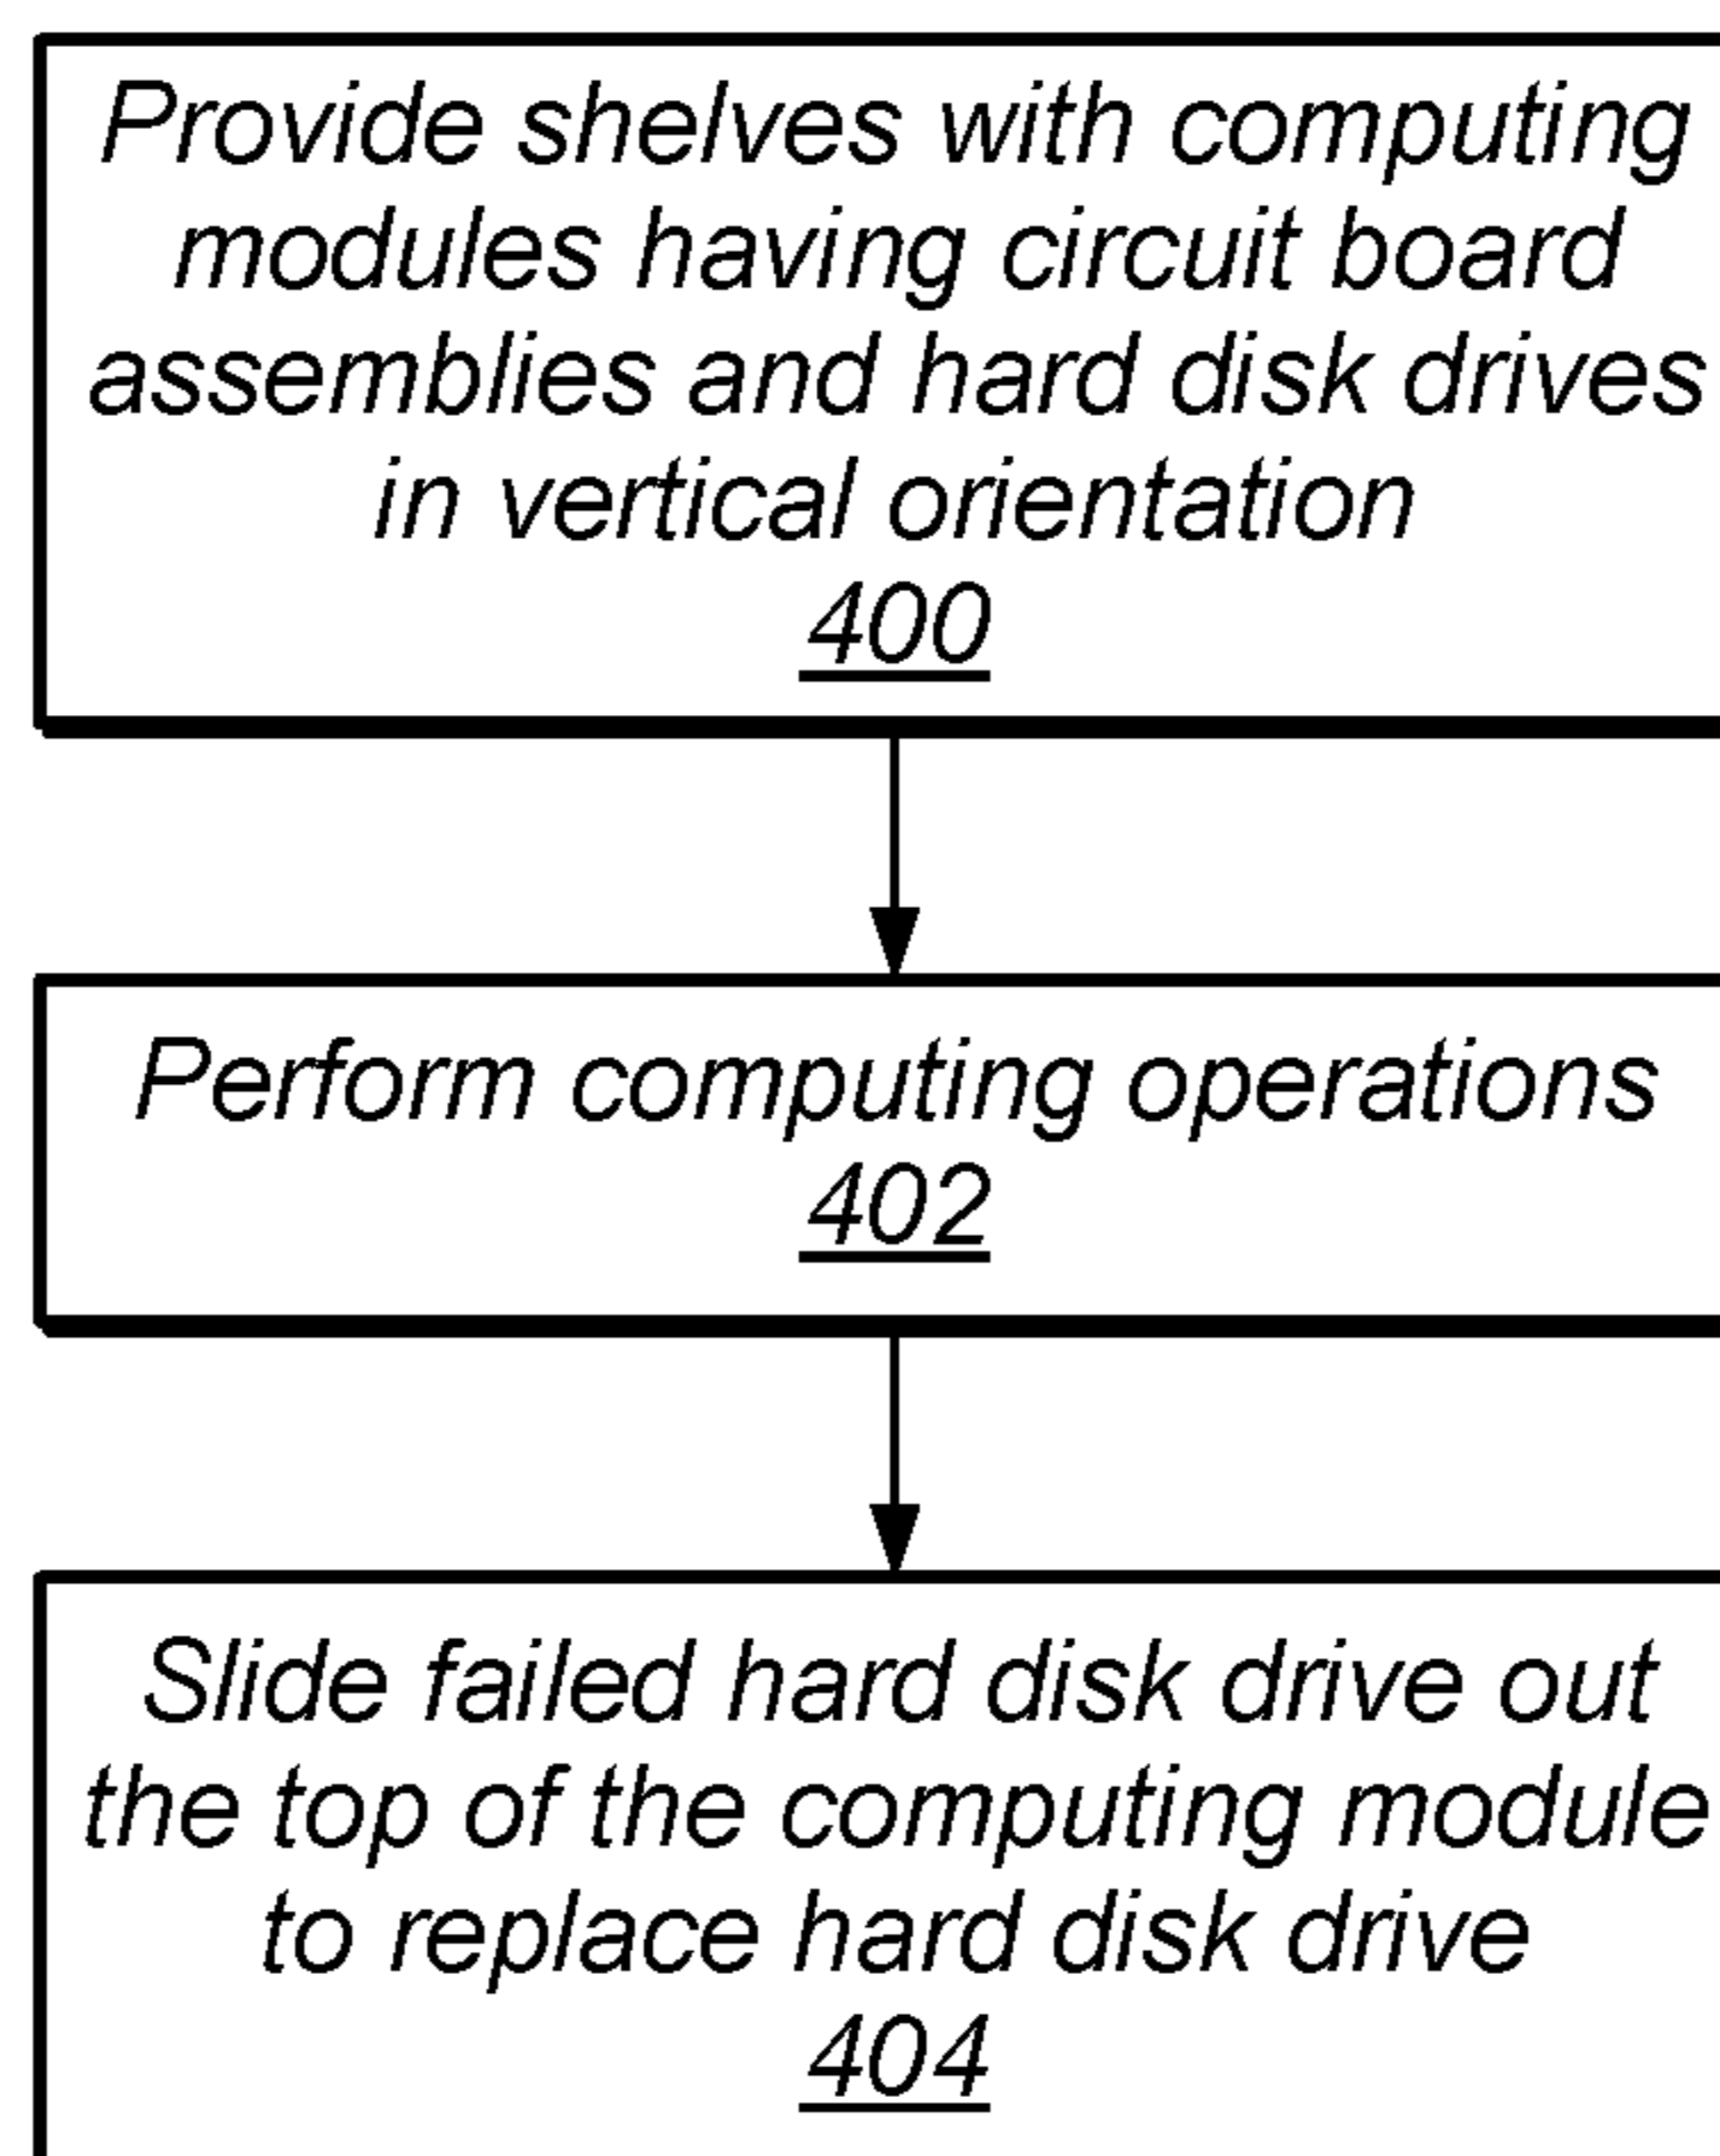 Provide shelves with computing
modules having circuit board
assemblies and hard disk drives
in vertical orientation
400
Perform computing operations
402
Slide failed hard disk drive out
the top of the computing module
to replace hard disk drive
404